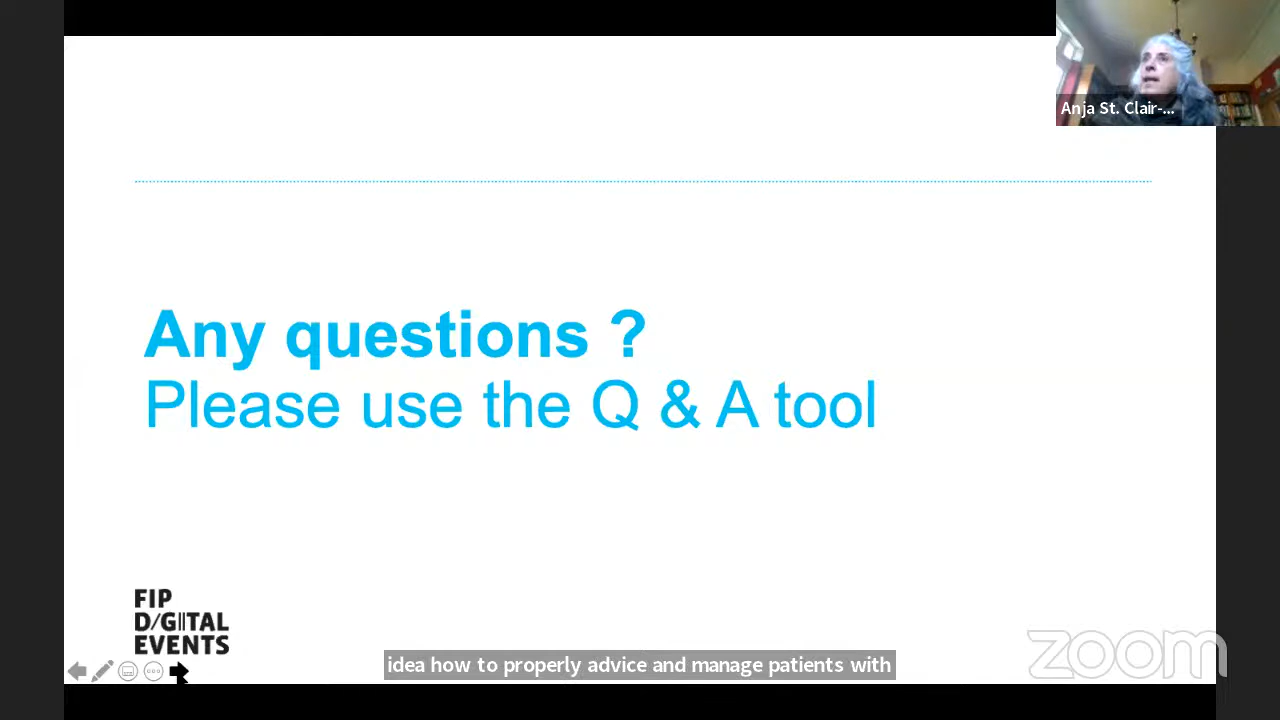 Anja St. Clair-...
Any questions ?
Please use the Q & A tool
FIP
D/GITAL
EVENTS
idea how to properly advice and manage patients with
zoom